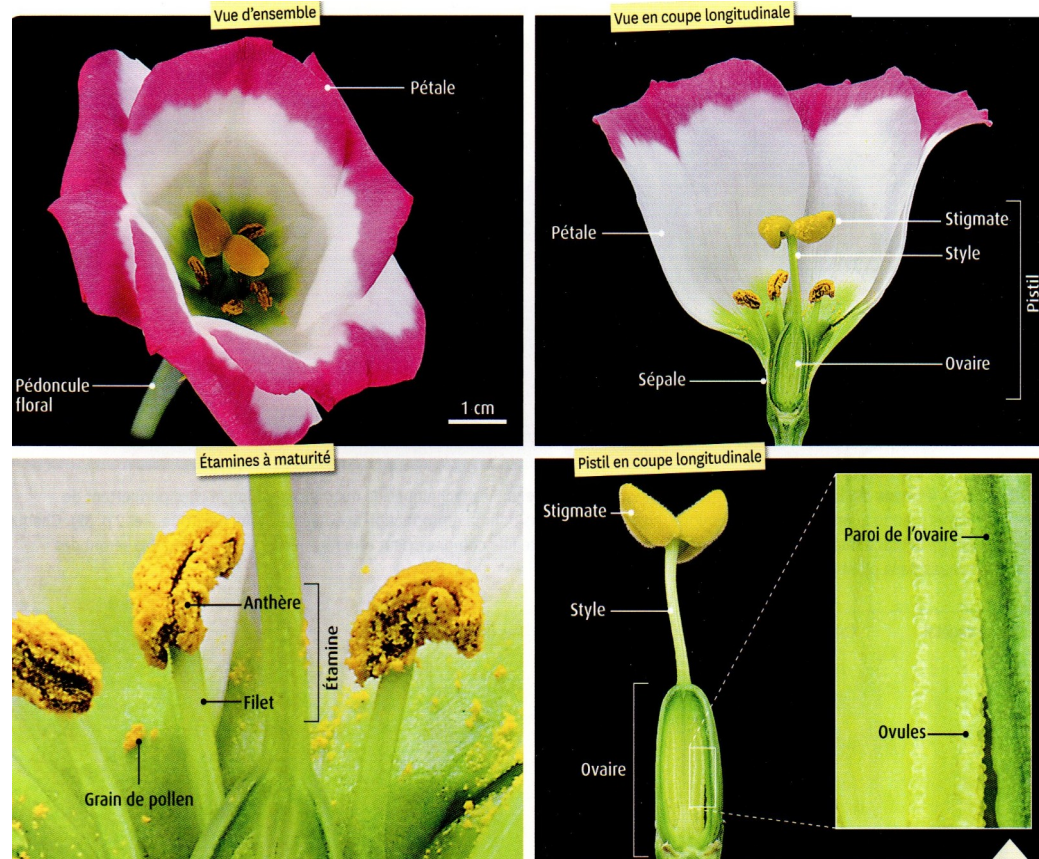 Vue d'ensemble
Pétale
Pédoncule
floral
1 cm
Vue en coupe longitudinale
Pétale
Stigmate
Style
Pistil
Ovaire
Sépale
Étamines à maturité
Anthère
Étamine
Filet
Grain de pollen
Pistil en coupe longitudinale
Stigmate
Paroi de l'ovaire
Style
Ovules
Ovaire